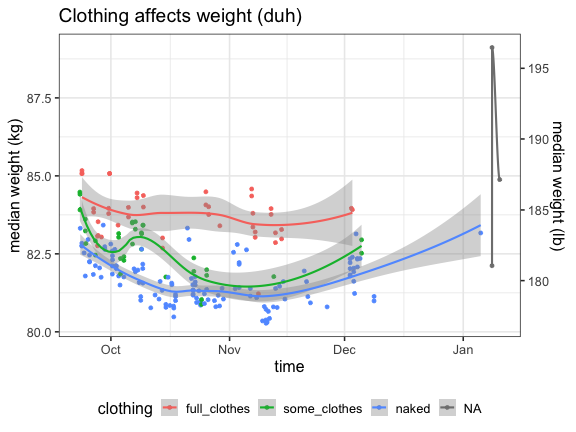 Clothing affects weight (duh)
median weight (kg)
87.5
85.0
82.5
80.0
195
190
185
180
median weight (lb)
Oct Nov Dec Jan
time
clothing full_clothes some_clothes naked NA